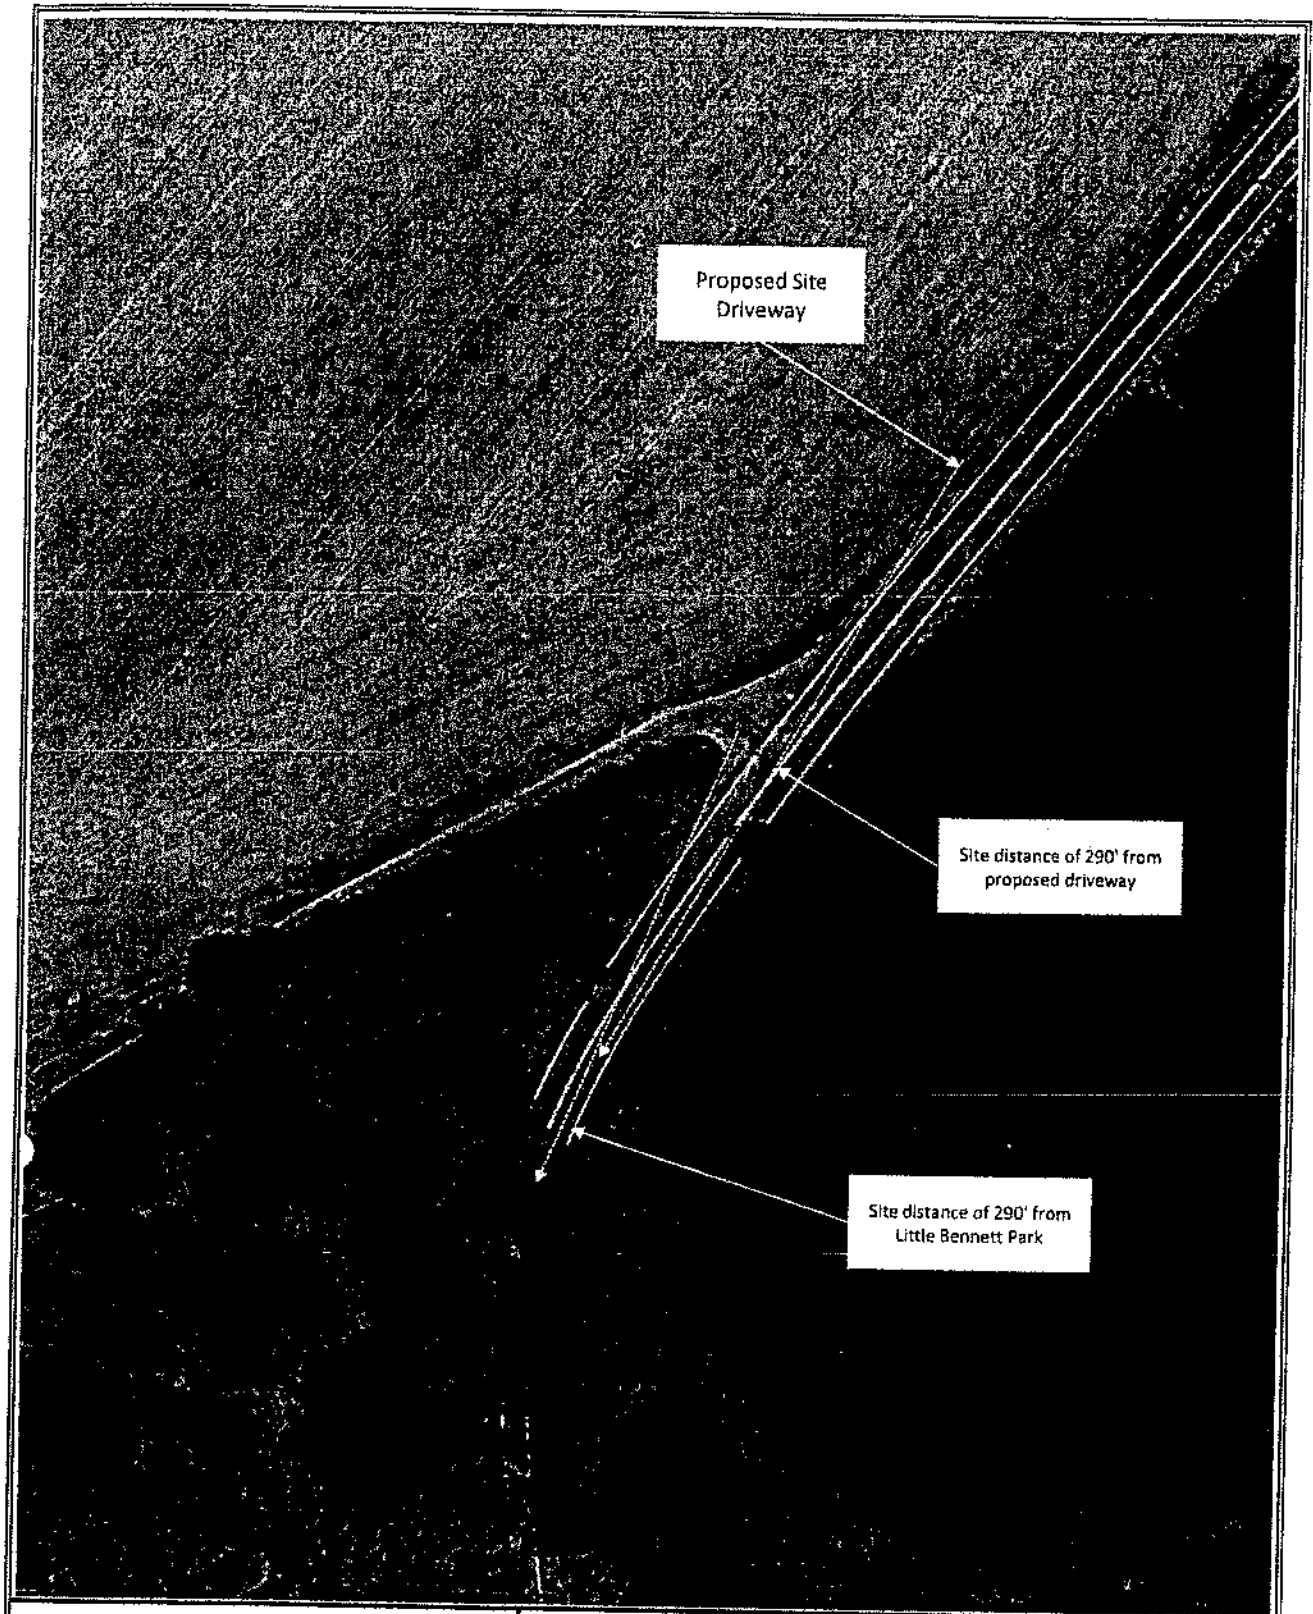 Proposed Site
Driveway
Site distance of 290' from
proposed driveway
Site distance of 290' from
Little Bennett Park